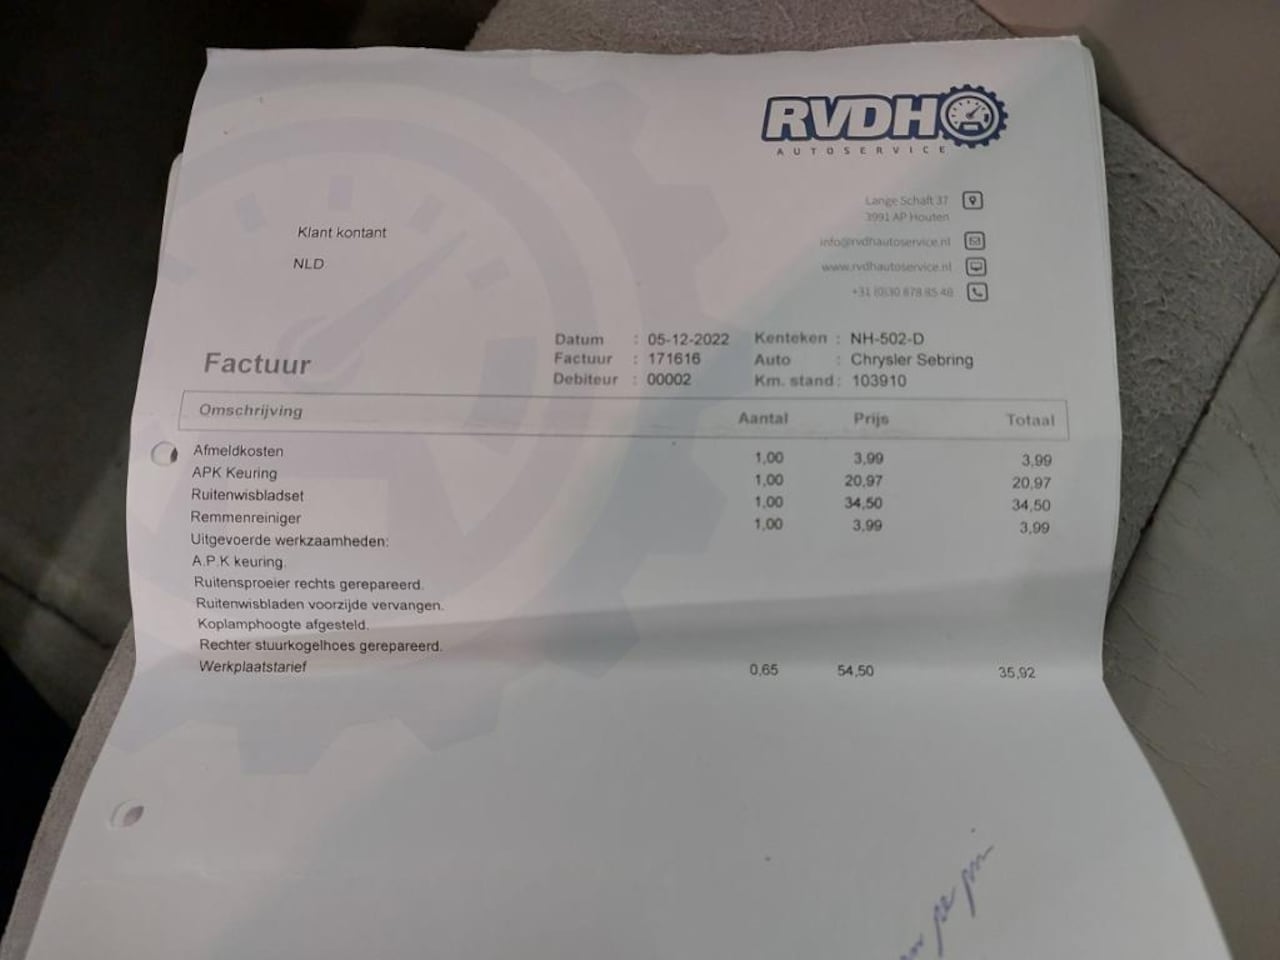 RVDH
AUTOSERVICE
Lange Schaft 37
3991 AP Houten
info@rvdhautoservice.nl
www.rvdhautoservice.nl
+31 (0)30 878 85 48
Klant kontant
NLD
Factuur
Datum : 05-12-2022 Kenteken : NH-502-D
Factuur : 171616 Auto : Chrysler Sebring
Debiteur : 00002 Km. stand : 103910
Omschrijving Aantal Prijs Totaal
Afmeldkosten 1,00 3,99 3,99
APK Keuring 1,00 20,97 20,97
Ruitenwisbladset 1,00 34,50 34,50
Remmenreiniger 1,00 3,99 3,99
Uitgevoerde werkzaamheden:
A.P.K keuring.
Ruitensproeier rechts gerepareerd.
Ruitenwisbladen voorzijde vervangen.
Koplamphoogte afgesteld.
Rechter stuurkogelhoes gerepareerd.
Werkplaatstarief 0,65 54,50 35,92